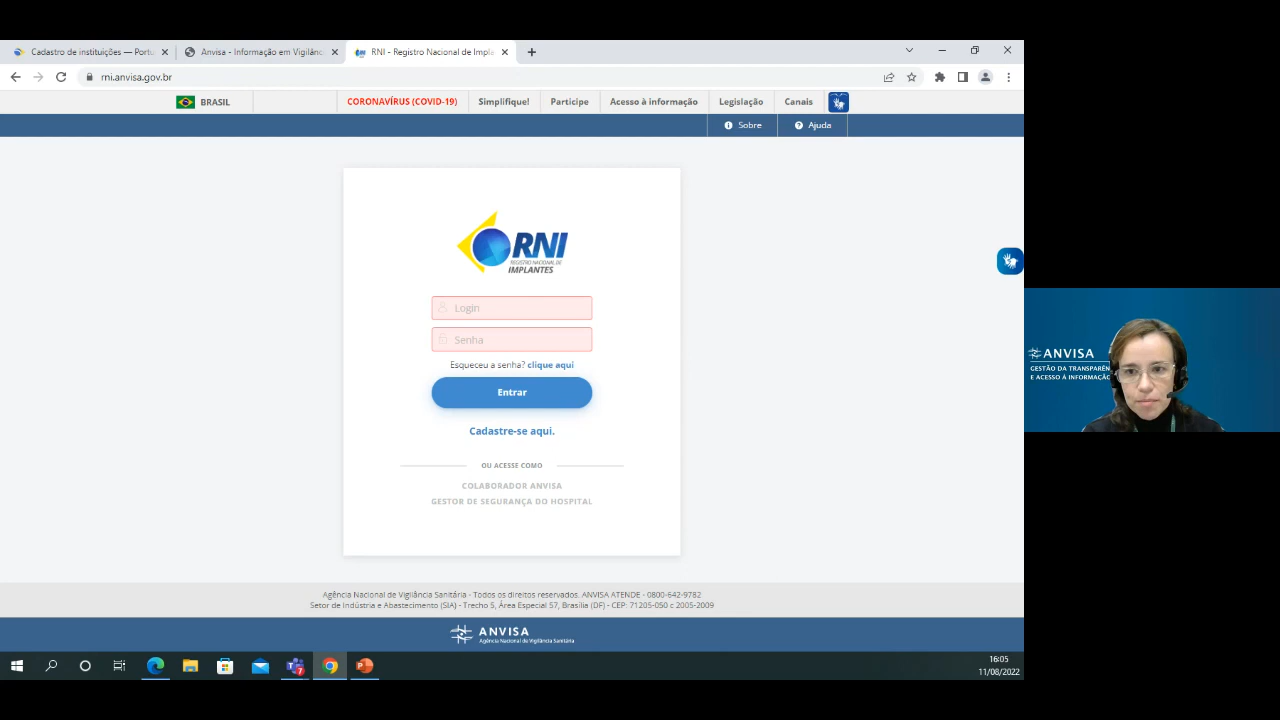 Cadastro de instituições — Portu
Anvisa - Informação em Vigilânc
RNI - Registro Nacional de Impla
rni.anvisa.gov.br
BRASIL
CORONAVÍRUS (COVID-19)
Simplifique!
Participe
Acesso à informação
Legislação
Canais
Sobre
Ajuda
RNI
REGISTRO NACIONAL DE
IMPLANTES
Login
Senha
Esqueceu a senha? clique aqui
Entrar
Cadastre-se aqui.
OU ACESSE COMO
COLABORADOR ANVISA
GESTOR DE SEGURANÇA DO HOSPITAL
ANVISA
GESTÃO DA TRANSPARÊN
E ACESSO À INFORMAÇÃO
Agência Nacional de Vigilância Sanitária - Todos os direitos reservados. ANVISA ATENDE - 0800-642-9782
Setor de Indústria e Abastecimento (SIA) - Trecho 5, Área Especial 57, Brasília (DF) - CEP: 71205-050 c 2005-2009
ANVISA
Agência Nacional de Vigilância Sanitária
7
16:05
11/08/2022